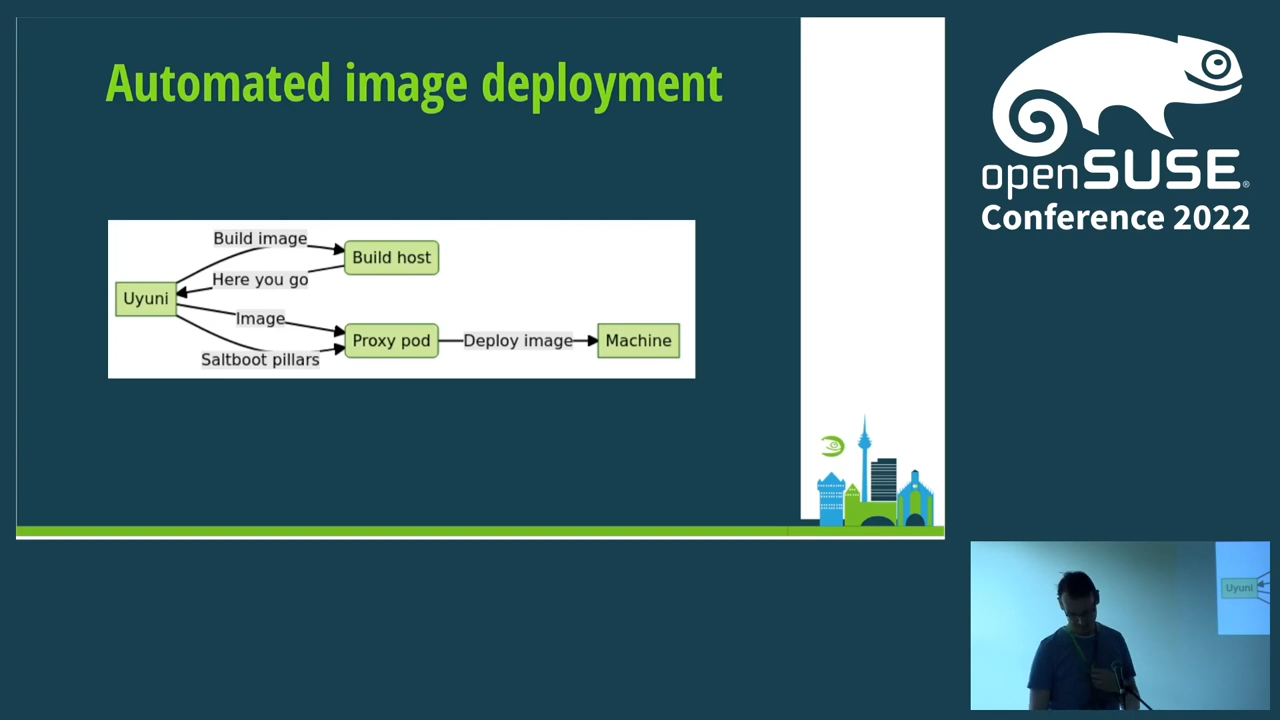 Automated image deployment
Build image
Build host
Here you go
Uyuni
Image
Proxy pod
Deploy image
Machine
Saltboot pillars
openSUSE®
Conference 2022
Uyuni